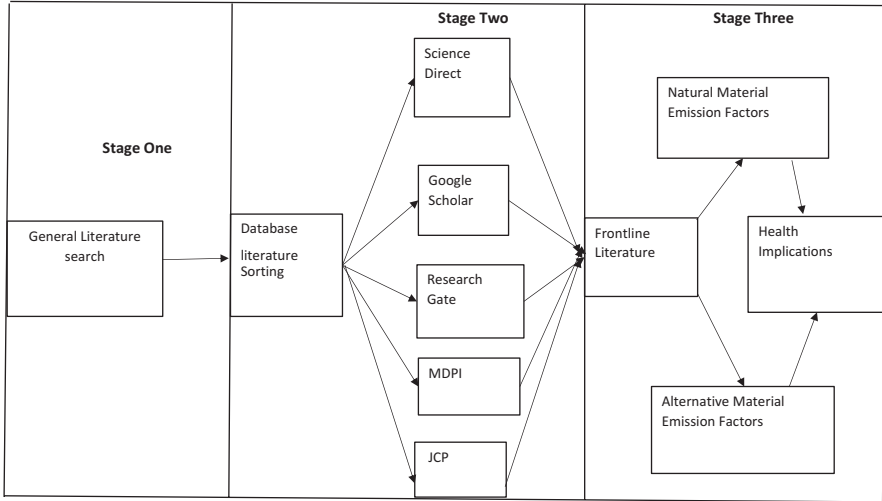 Stage One
General Literature
search
Stage Two
Database
literature
Sorting
Science
Direct
Google
Scholar
Research
Gate
MDPI
JCP
Stage Three
Frontline
Literature
Natural Material
Emission Factors
Health
Implications
Alternative Material
Emission Factors